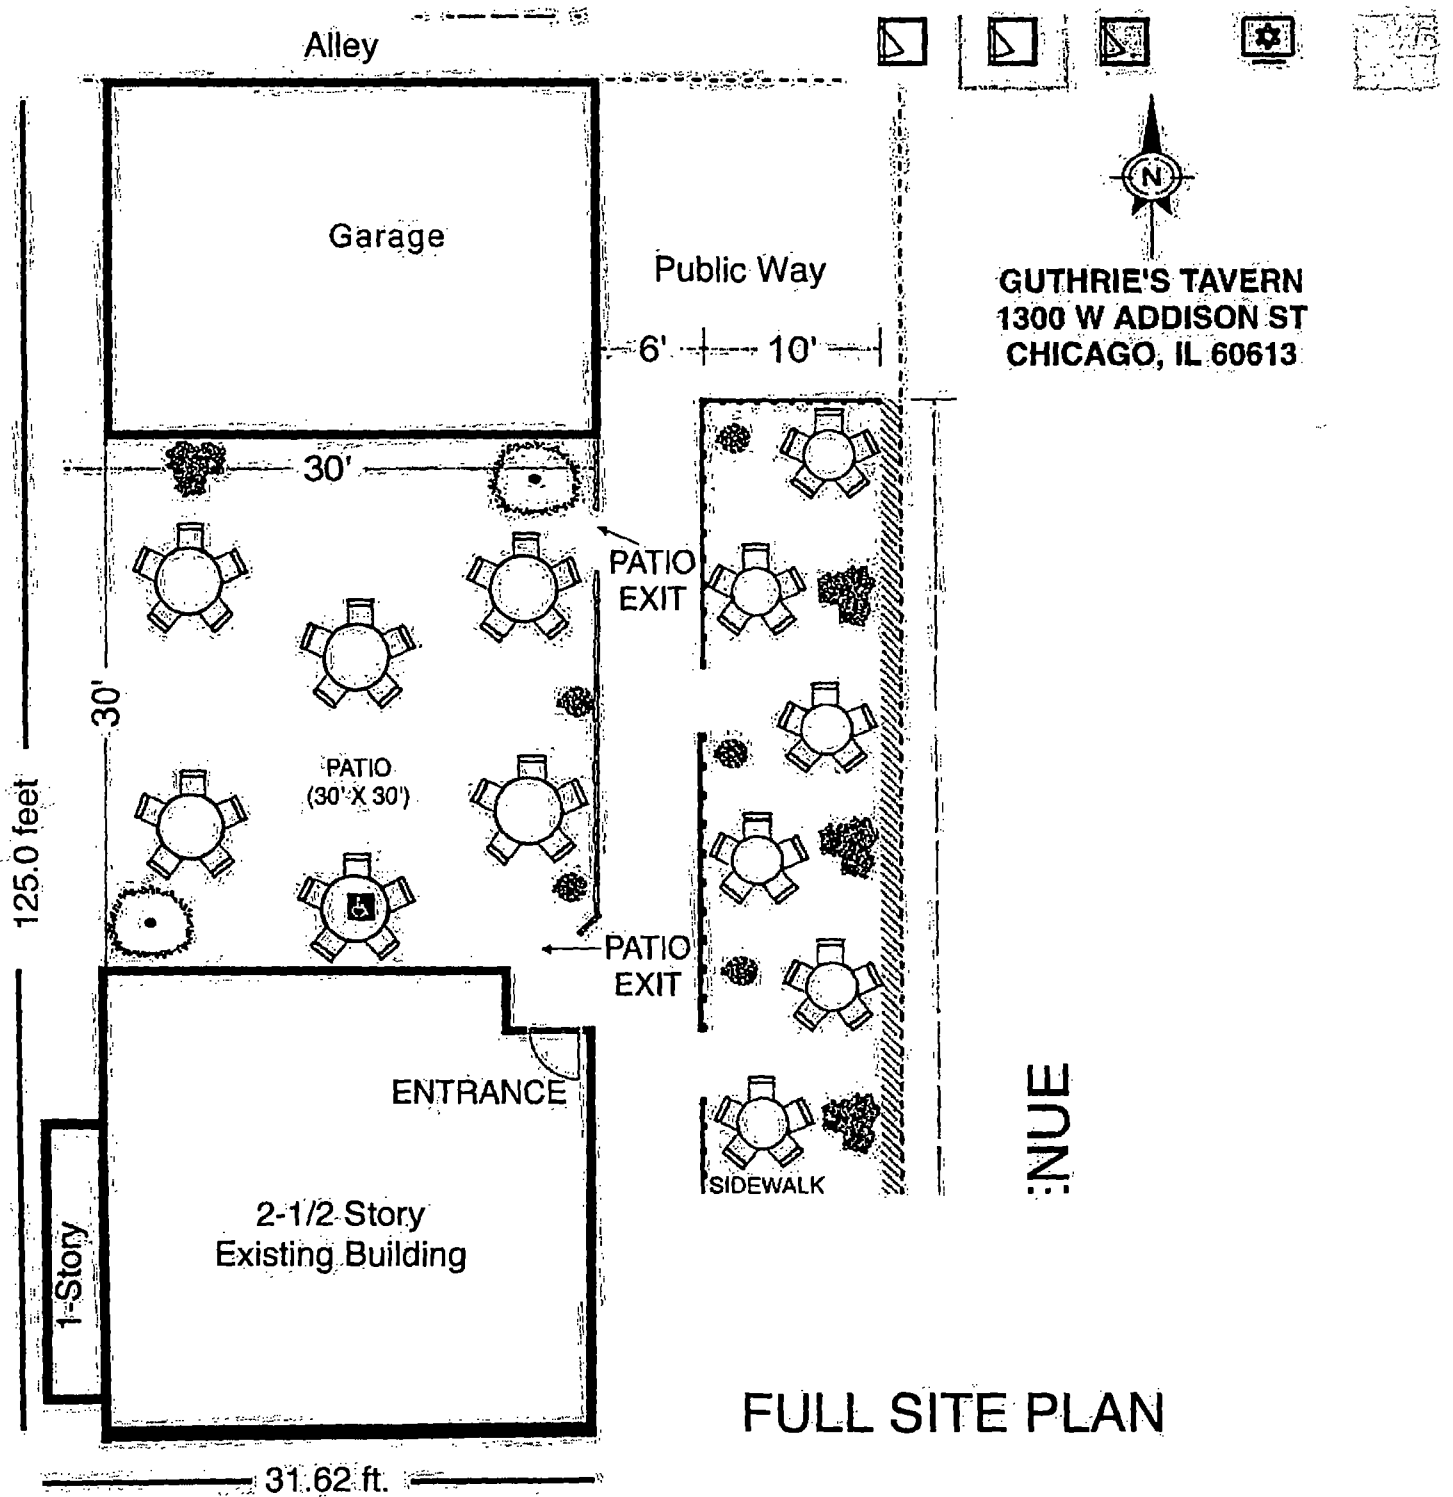 Alley
N
Garage
Public Way
GUTHRIE'S TAVERN
1300 W ADDISON ST
CHICAGO, IL 60613
6'
10'
30'
PATIO
EXIT
30'
PATIO
(30' X 30')
125.0 feet
PATIO
EXIT
ENTRANCE
ENUE
SIDEWALK
2-1/2 Story
Existing Building
1-Story
FULL SITE PLAN
31.62 ft.